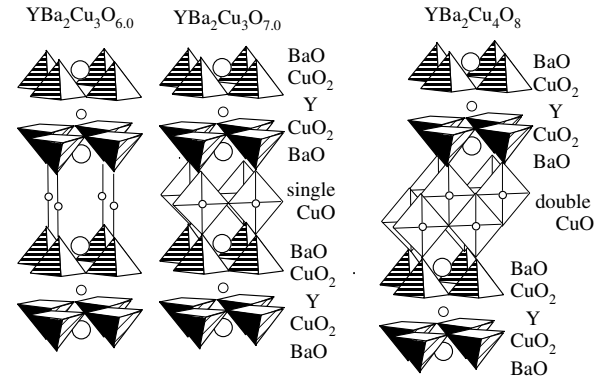 YBa₂Cu₃O₆.₀ YBa₂Cu₃O₇.₀ YBa₂Cu₄O₈
BaO
CuO₂
Y
CuO₂
BaO
single
CuO
BaO
CuO₂
Y
CuO₂
BaO
BaO
CuO₂
Y
CuO₂
BaO
double
CuO
BaO
CuO₂
Y
CuO₂
BaO